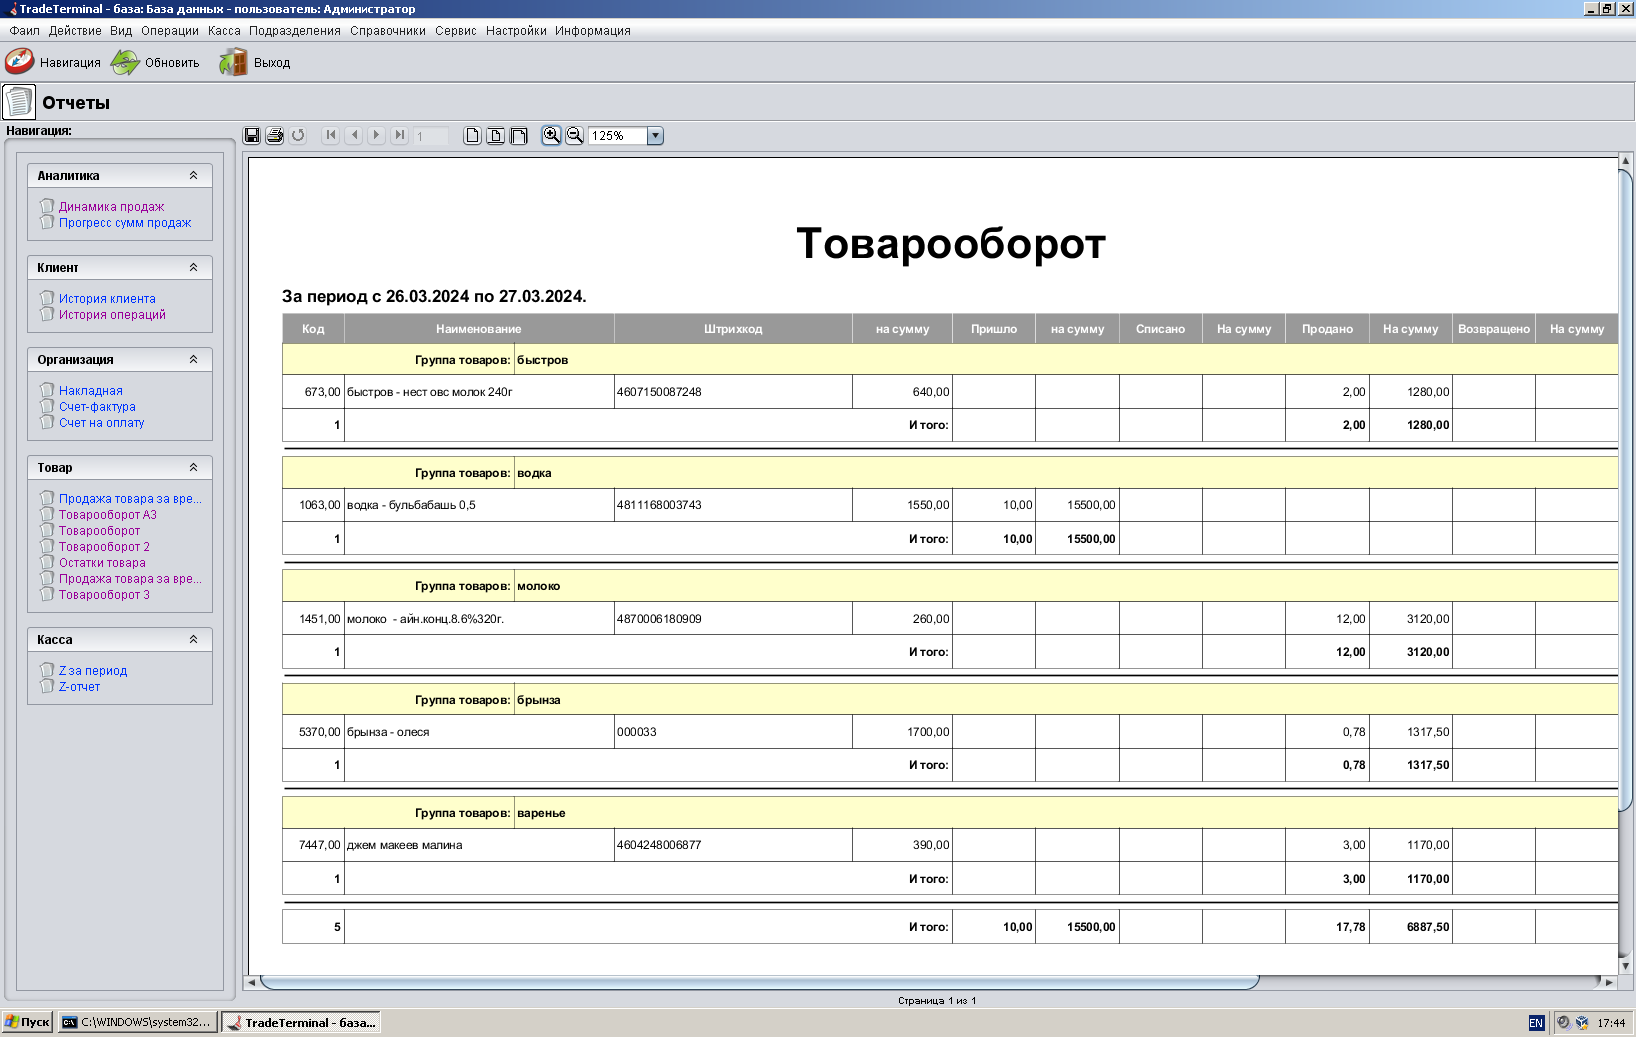 TradeTerminal - база: База данных - пользователь: Администратор
Фаил Действие Вид Операции Касса Подразделения Справочники Сервис Настройки Информация
Навигация Обновить Выход
Отчеты
Навигация:
1 125%
Аналитика
Динамика продаж
Прогресс сумм продаж
Клиент
История клиента
История операций
Организация
Накладная
Счет-фактура
Счет на оплату
Товар
Продажа товара за вре...
Товарооборот А3
Товарооборот
Товарооборот 2
Остатки товара
Продажа товара за вре...
Товарооборот 3
Касса
Z за период
Z-отчет
Товарооборот
За период с 26.03.2024 по 27.03.2024.
Код Наименование Штрихкод на сумму Пришло на сумму Списано На сумму Продано На сумму Возвращено На сумму
Группа товаров: быстров
673,00 быстров - нест овс молок 240г 4607150087248 640,00 2,00 1280,00
1 Итого: 2,00 1280,00
Группа товаров: водка
1063,00 водка - бульбабашь 0,5 4811168003743 1550,00 10,00 15500,00
1 Итого: 10,00 15500,00
Группа товаров: молоко
1451,00 молоко - айн.конц.8.6%320г. 4870006180909 260,00 12,00 3120,00
1 Итого: 12,00 3120,00
Группа товаров: брынза
5370,00 брынза - олеся 000033 1700,00 0,78 1317,50
1 Итого: 0,78 1317,50
Группа товаров: варенье
7447,00 джем макеев малина 4604248006877 390,00 3,00 1170,00
1 Итого: 3,00 1170,00
5 Итого: 10,00 15500,00 17,78 6887,50
Страница 1 из 1
Пуск C:\WINDOWS\system32... TradeTerminal - база... EN 17:44